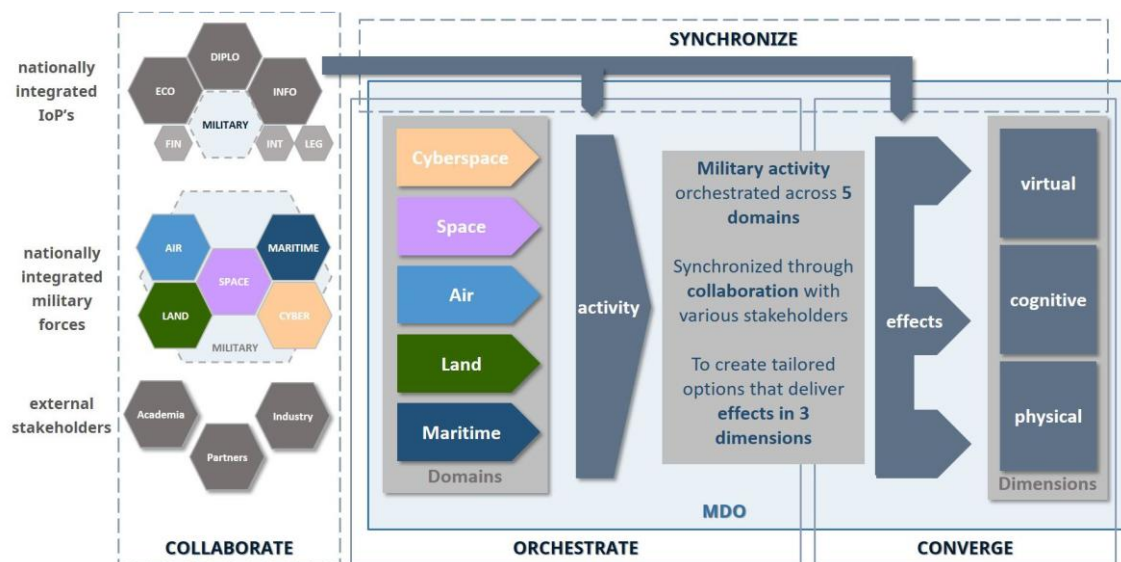 SYNCHRONIZE
nationally
integrated
IoP's
DIPLO
ECO
INFO
MILITARY
FIN
INT
LEG
nationally
integrated
military
forces
AIR
MARITIME
SPACE
LAND
CYBER
MILITARY
external
stakeholders
Academia
Industry
Partners
COLLABORATE
Cyberspace
Space
Air
Land
Maritime
Domains
activity
Military activity
orchestrated across 5
domains
Synchronized through
collaboration with
various stakeholders
To create tailored
options that deliver
effects in 3
dimensions
effects
virtual
cognitive
physical
Dimensions
MDO
ORCHESTRATE
CONVERGE